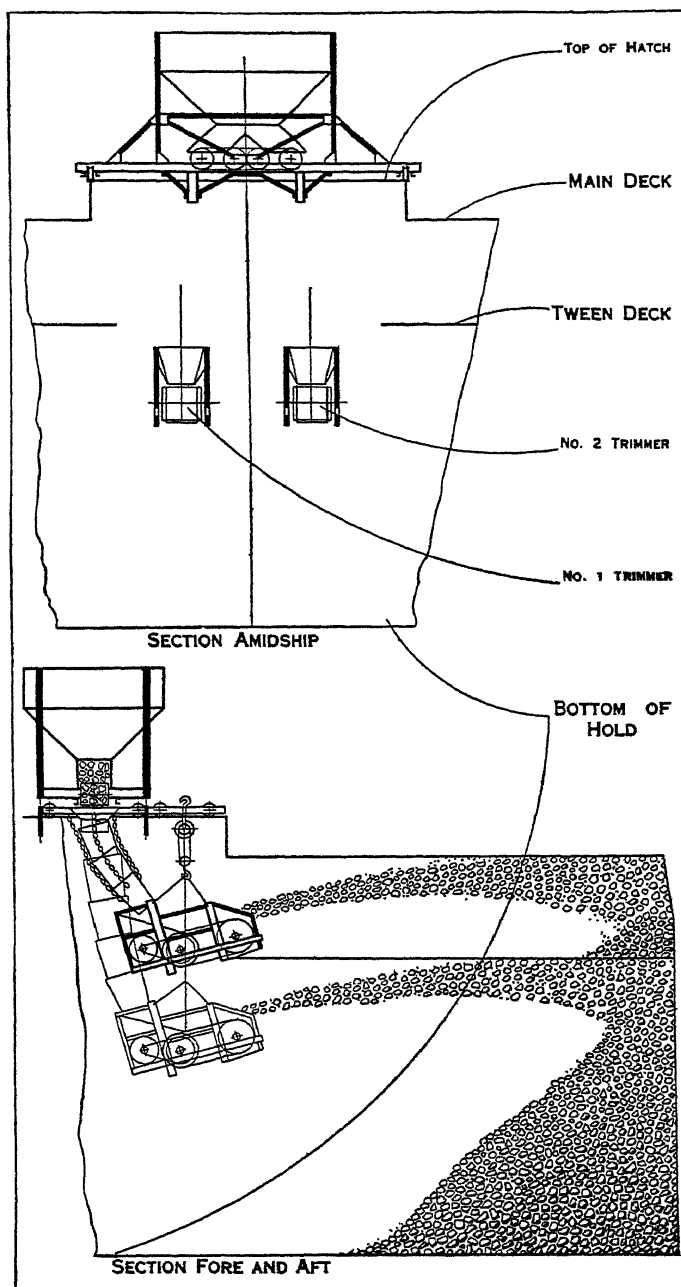 Top of Hatch
Main Deck
Tween Deck
No. 2 Trimmer
No. 1 Trimmer
Section Amidship
Bottom of
Hold
Section Fore and Aft